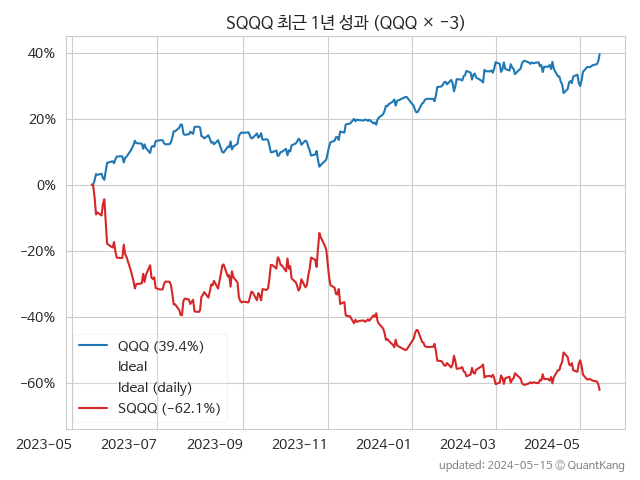 SQQQ 최근 1년 성과 (QQQ × −3)
40%
20%
0%
−20%
−40%
−60%
QQQ (39.4%)
Ideal
Ideal (daily)
SQQQ (−62.1%)
2023-05
2023-07
2023-09
2023-11
2024-01
2024-03
2024-05
updated: 2024-05-15 © QuantKang